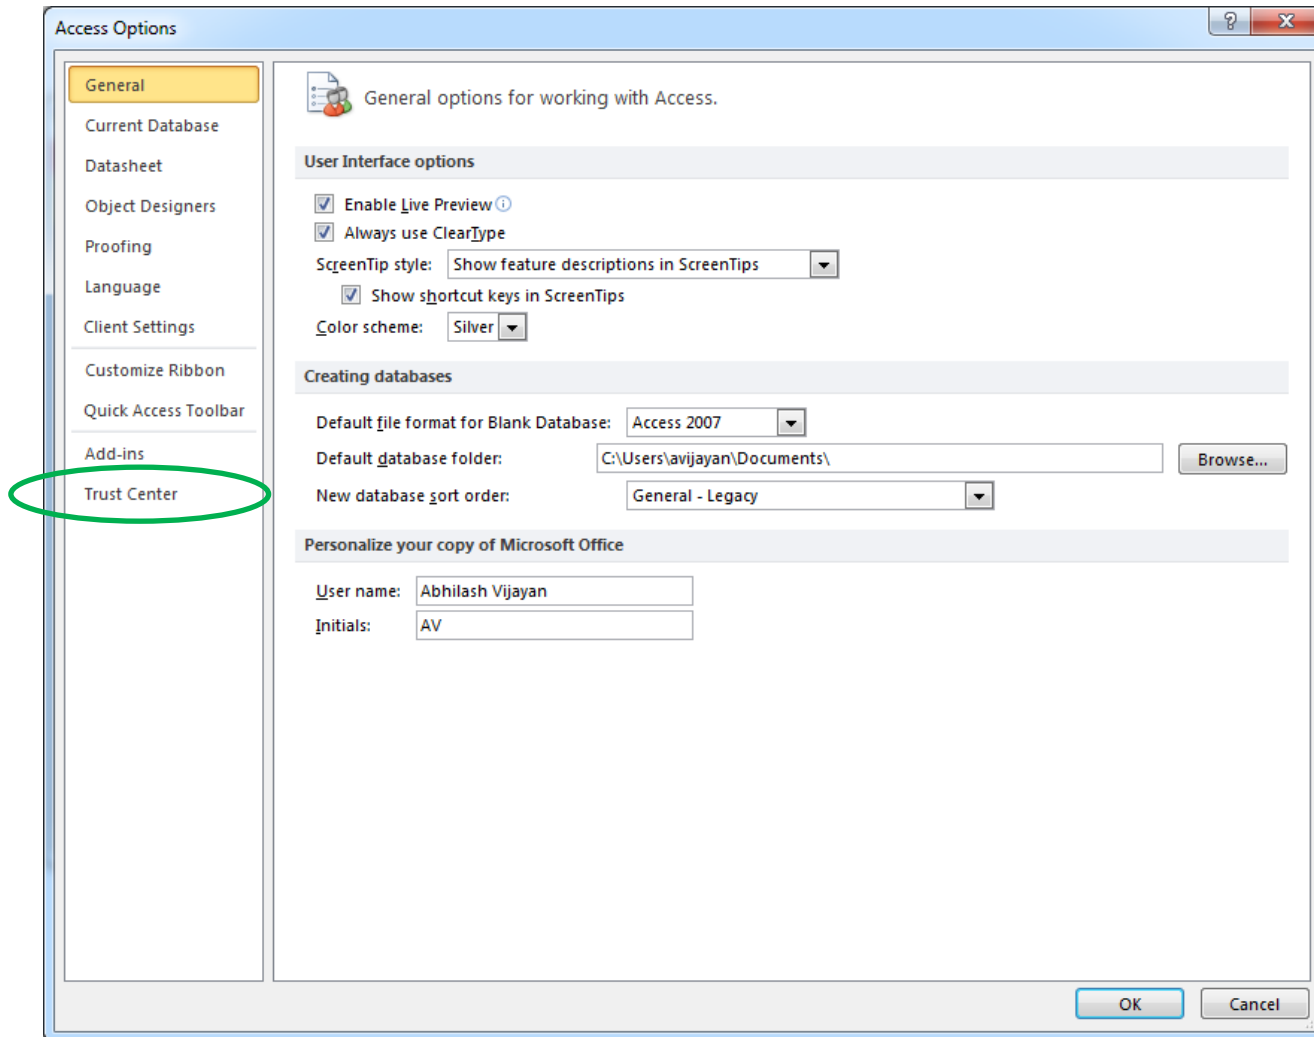 Access Options
General
Current Database
Datasheet
Object Designers
Proofing
Language
Client Settings
Customize Ribbon
Quick Access Toolbar
Add-ins
Trust Center
General options for working with Access.
User Interface options
Enable Live Preview
Always use ClearType
ScreenTip style: Show feature descriptions in ScreenTips
Show shortcut keys in ScreenTips
Color scheme: Silver
Creating databases
Default file format for Blank Database: Access 2007
Default database folder: C:\Users\avijayan\Documents\ Browse...
New database sort order: General - Legacy
Personalize your copy of Microsoft Office
User name: Abhilash Vijayan
Initials: AV
OK Cancel